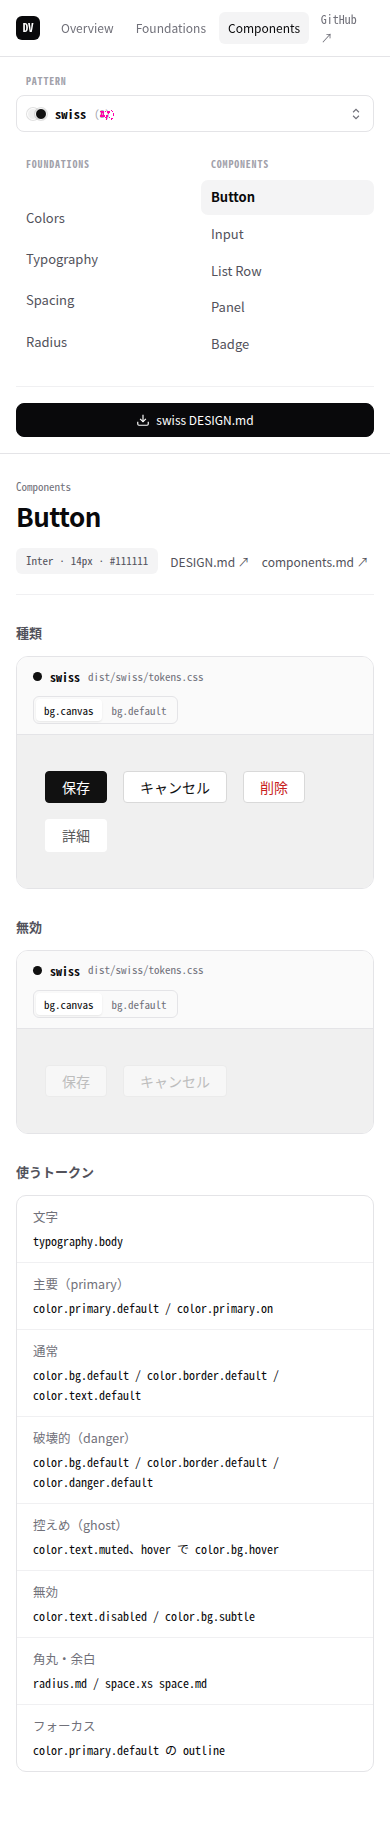 DV Overview Foundations Components GitHub ↗
PATTERN
swiss
FOUNDATIONS
Colors
Typography
Spacing
Radius
COMPONENTS
Button
Input
List Row
Panel
Badge
swiss DESIGN.md
Components
Button
Inter · 14px · #111111 DESIGN.md ↗ components.md ↗
種類
swiss dist/swiss/tokens.css
bg.canvas bg.default
保存 キャンセル 削除
詳細
無効
swiss dist/swiss/tokens.css
bg.canvas bg.default
保存 キャンセル
使うトークン
文字
typography.body
主要（primary）
color.primary.default / color.primary.on
通常
color.bg.default / color.border.default /
color.text.default
破壊的（danger）
color.bg.default / color.border.default /
color.danger.default
控えめ（ghost）
color.text.muted、hover で color.bg.hover
無効
color.text.disabled / color.bg.subtle
角丸・余白
radius.md / space.xs space.md
フォーカス
color.primary.default の outline